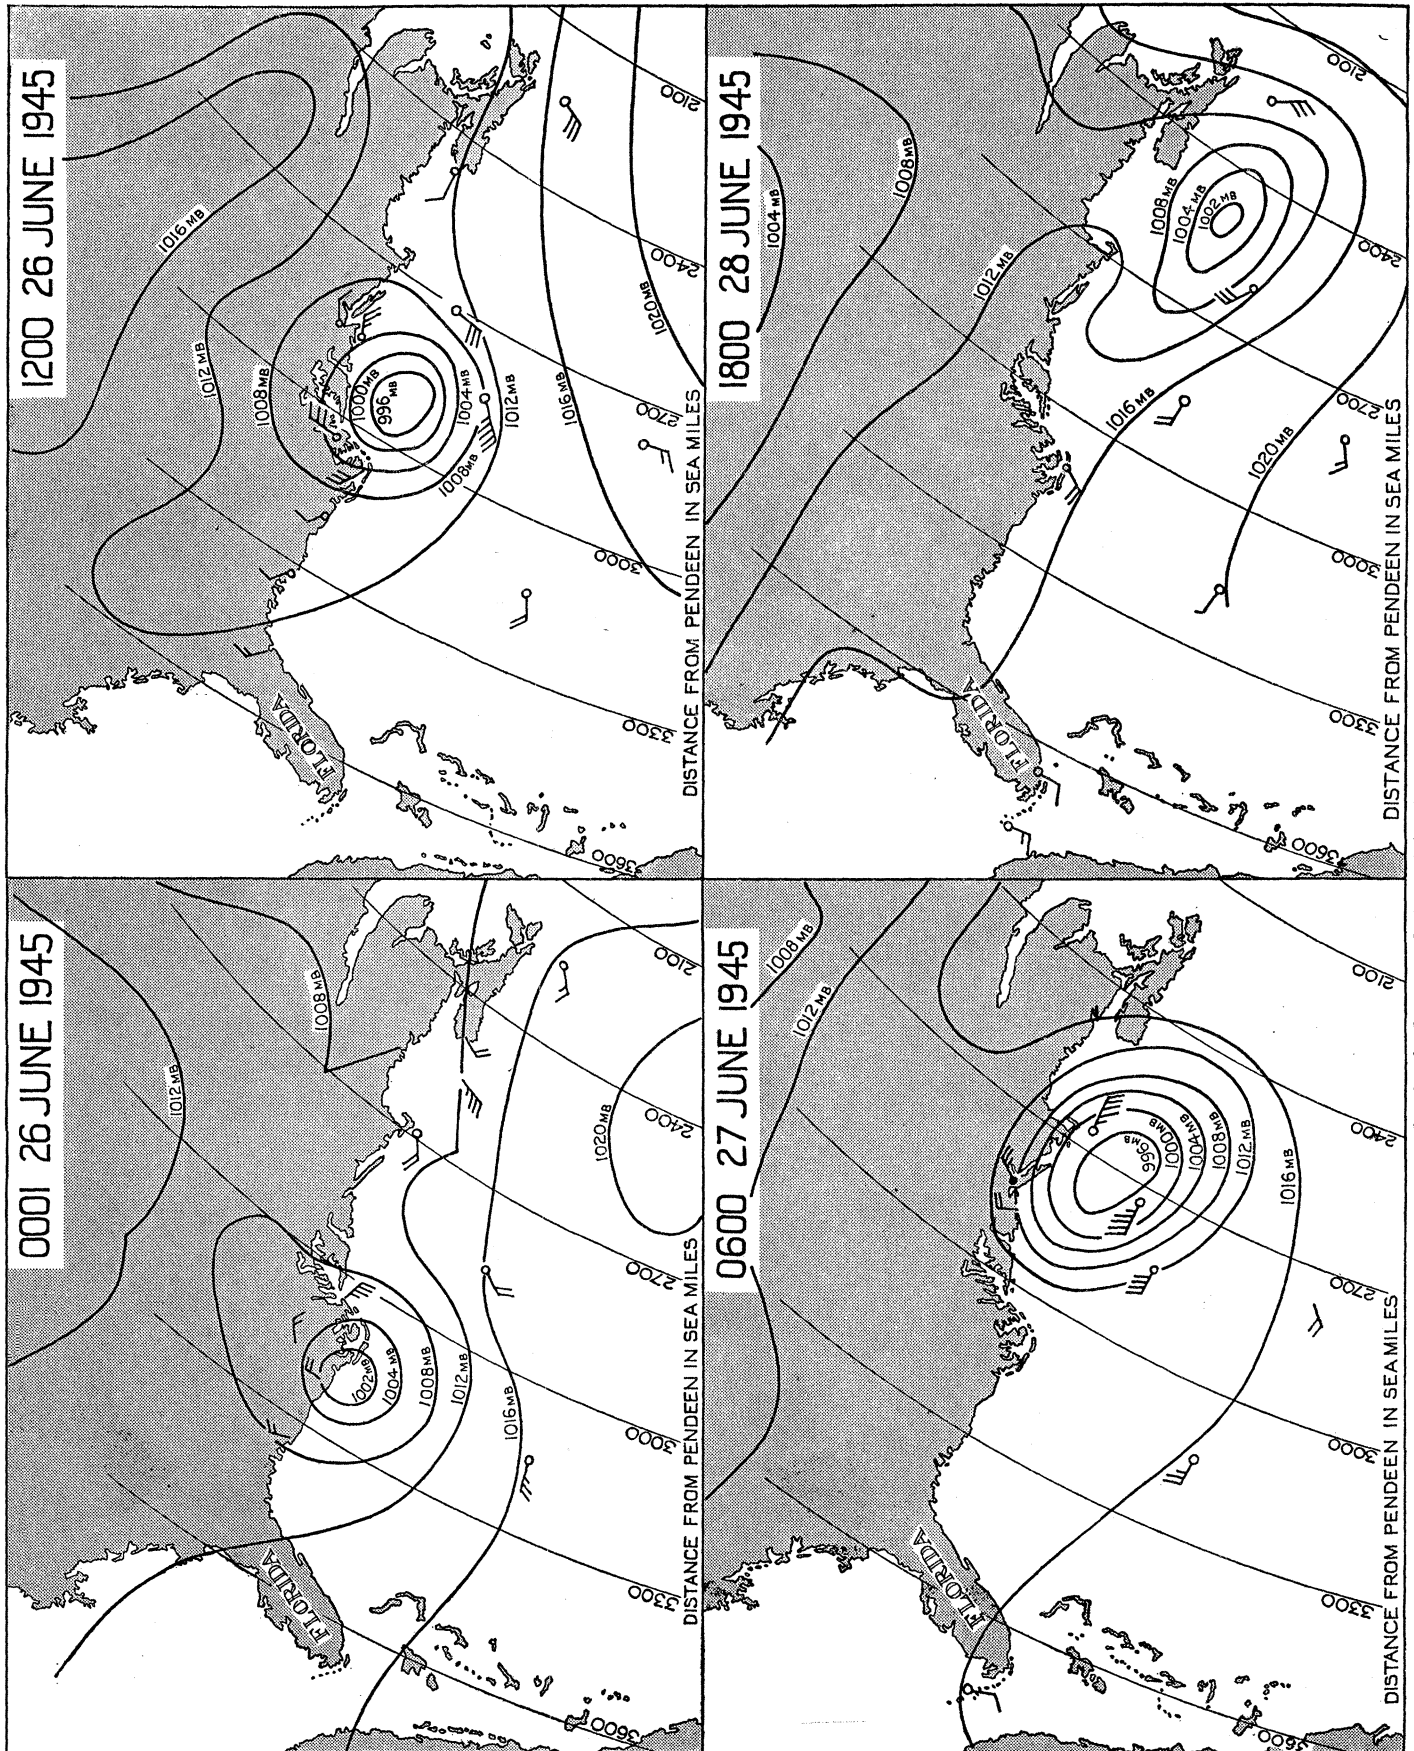 0001 26 JUNE 1945
1012 MB
1008 MB
1002 MB
1004 MB
1008 MB
1012 MB
1016 MB
1020 MB
FLORIDA
3600
3300
3000
2700
2400
2100
DISTANCE FROM PENDEEN IN SEA MILES
1200 26 JUNE 1945
1016 MB
1012 MB
1008 MB
1000 MB
996 MB
1004 MB
1008 MB
1012 MB
1016 MB
1020 MB
FLORIDA
3600
3300
3000
2700
2400
2100
DISTANCE FROM PENDEEN IN SEA MILES
0600 27 JUNE 1945
1008 MB
1012 MB
996 MB
1000 MB
1004 MB
1008 MB
1012 MB
1016 MB
FLORIDA
3600
3300
3000
2700
2400
2100
DISTANCE FROM PENDEEN IN SEA MILES
1800 28 JUNE 1945
1004 MB
1008 MB
1012 MB
1008 MB
1004 MB
1002 MB
1016 MB
1020 MB
FLORIDA
3600
3300
3000
2700
2400
2100
DISTANCE FROM PENDEEN IN SEA MILES